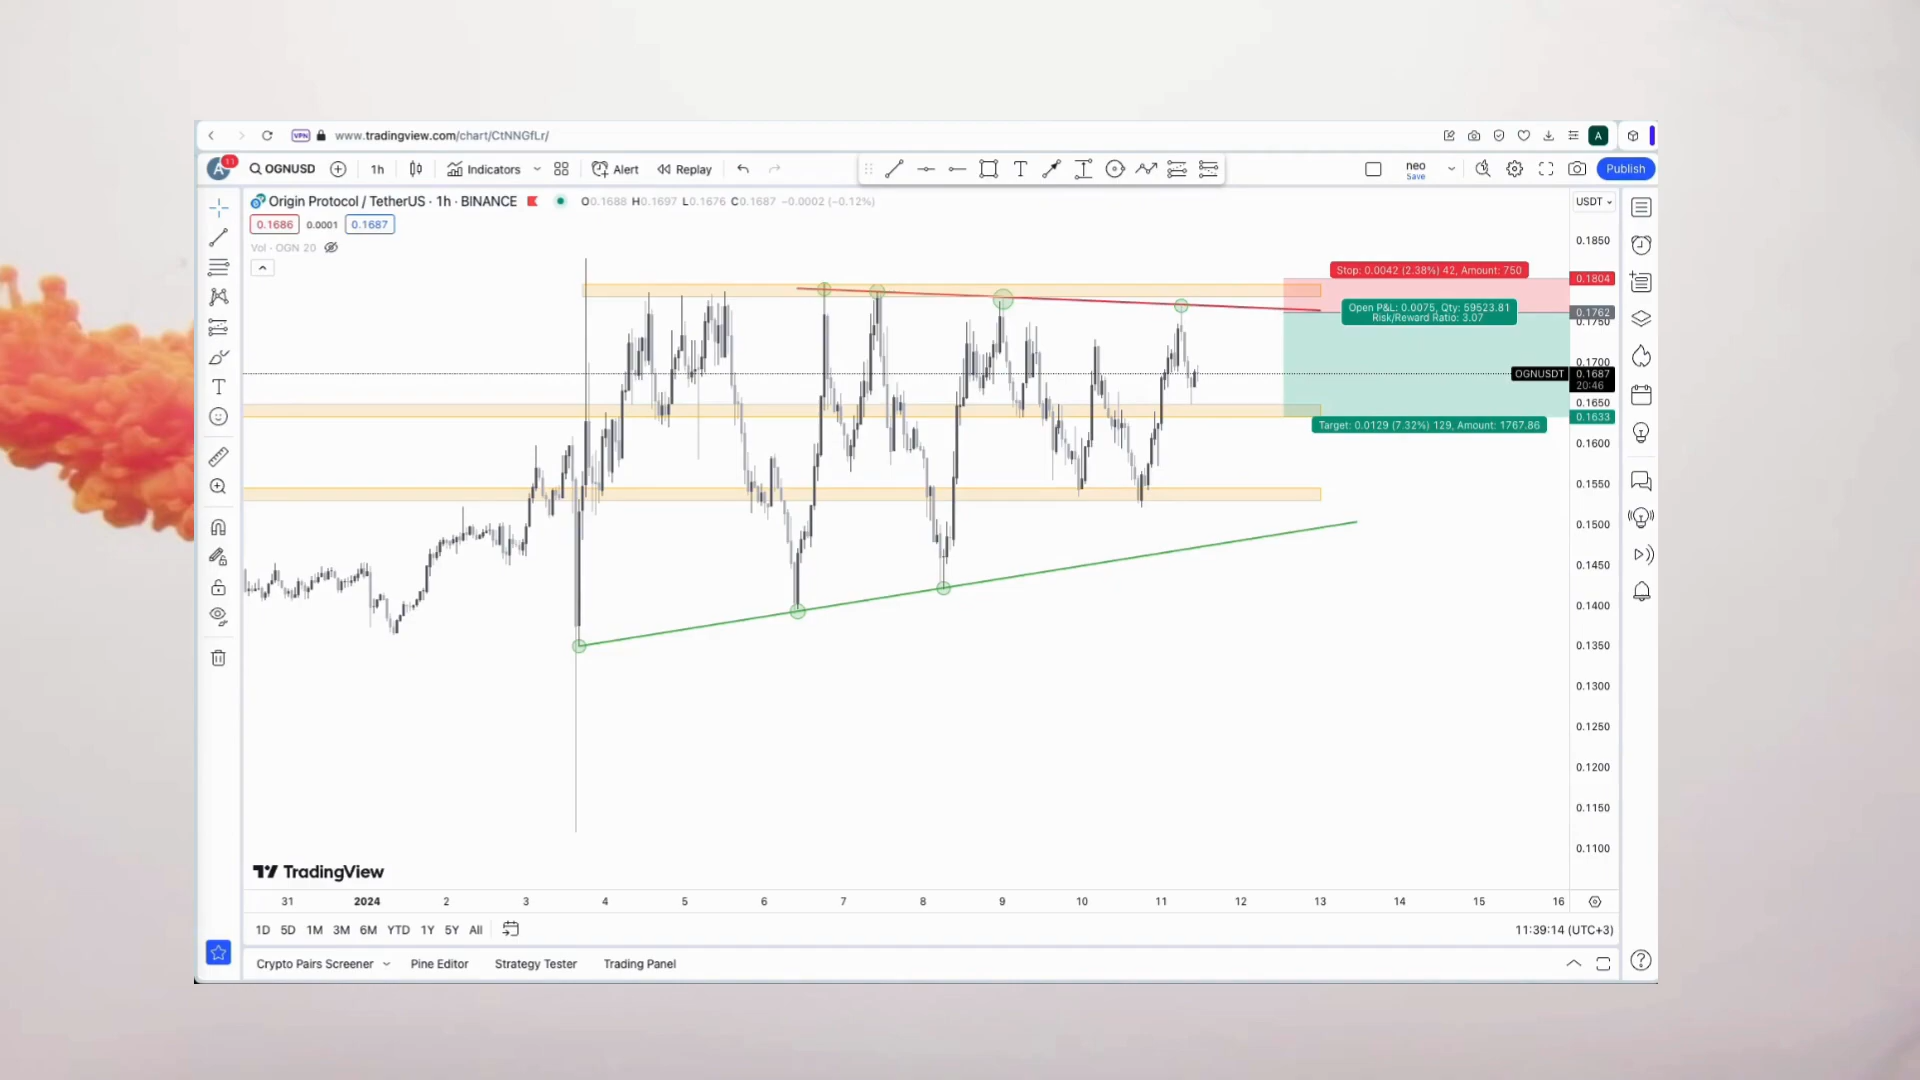 VPN www.tradingview.com/chart/CtNNGfLr/ A
A 11 OGNUSD 1h Indicators Alert Replay T neo Save Publish
Origin Protocol / TetherUS · 1h · BINANCE O0.1688 H0.1697 L0.1676 C0.1687 −0.0002 (−0.12%) USDT
0.1686 0.0001 0.1687
Vol · OGN 20
0.1850
Stop: 0.0042 (2.38%) 42, Amount: 750
0.1804
Open P&L: 0.0075, Qty: 59523.81
Risk/Reward Ratio: 3.07
0.1762
0.1750
0.1700
OGNUSDT 0.1687
20:46
0.1650
0.1633
Target: 0.0129 (7.32%) 129, Amount: 1767.86
0.1600
0.1550
0.1500
0.1450
0.1400
0.1350
0.1300
0.1250
0.1200
0.1150
0.1100
TradingView
31 2024 2 3 4 5 6 7 8 9 10 11 12 13 14 15 16
1D 5D 1M 3M 6M YTD 1Y 5Y All 11:39:14 (UTC+3)
Crypto Pairs Screener Pine Editor Strategy Tester Trading Panel